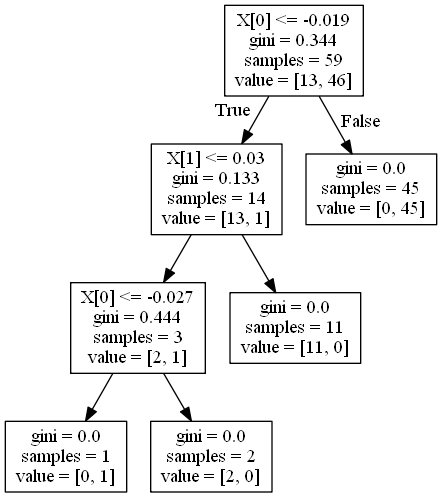 X[0] <= -0.019
gini = 0.344
samples = 59
value = [13, 46]
True
False
X[1] <= 0.03
gini = 0.133
samples = 14
value = [13, 1]
gini = 0.0
samples = 45
value = [0, 45]
X[0] <= -0.027
gini = 0.444
samples = 3
value = [2, 1]
gini = 0.0
samples = 11
value = [11, 0]
gini = 0.0
samples = 1
value = [0, 1]
gini = 0.0
samples = 2
value = [2, 0]